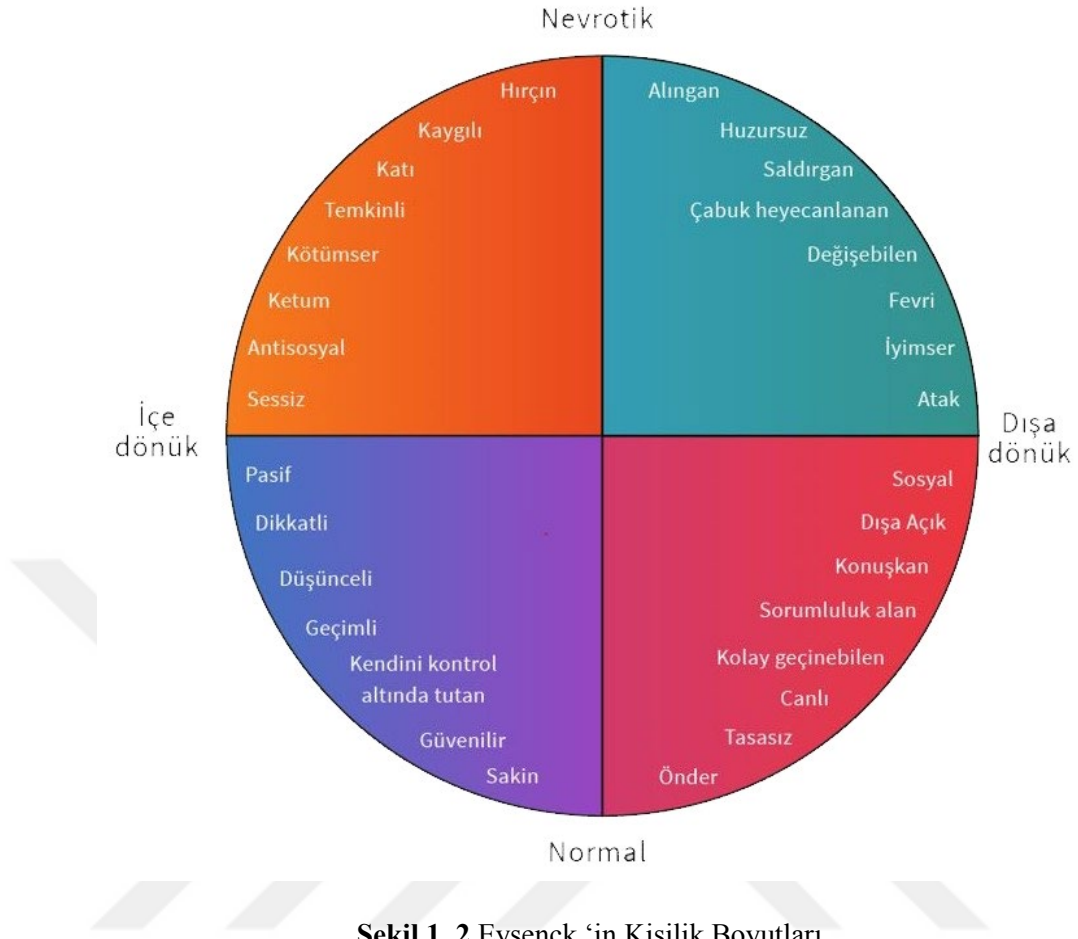 Nevrotik
Hırçın
Kaygılı
Katı
Temkinli
Kötümser
Ketum
Antisosyal
Sessiz
Alıngan
Huzursuz
Saldırgan
Çabuk heyecanlanan
Değişebilen
Fevri
İyimser
Atak
İçe
dönük
Dışa
dönük
Pasif
Dikkatli
Düşünceli
Geçimli
Kendini kontrol
altında tutan
Güvenilir
Sakin
Sosyal
Dışa Açık
Konuşkan
Sorumluluk alan
Kolay geçinebilen
Canlı
Tasasız
Önder
Normal
Şekil 1. 2 Eysenck ‘in Kişilik Boyutları